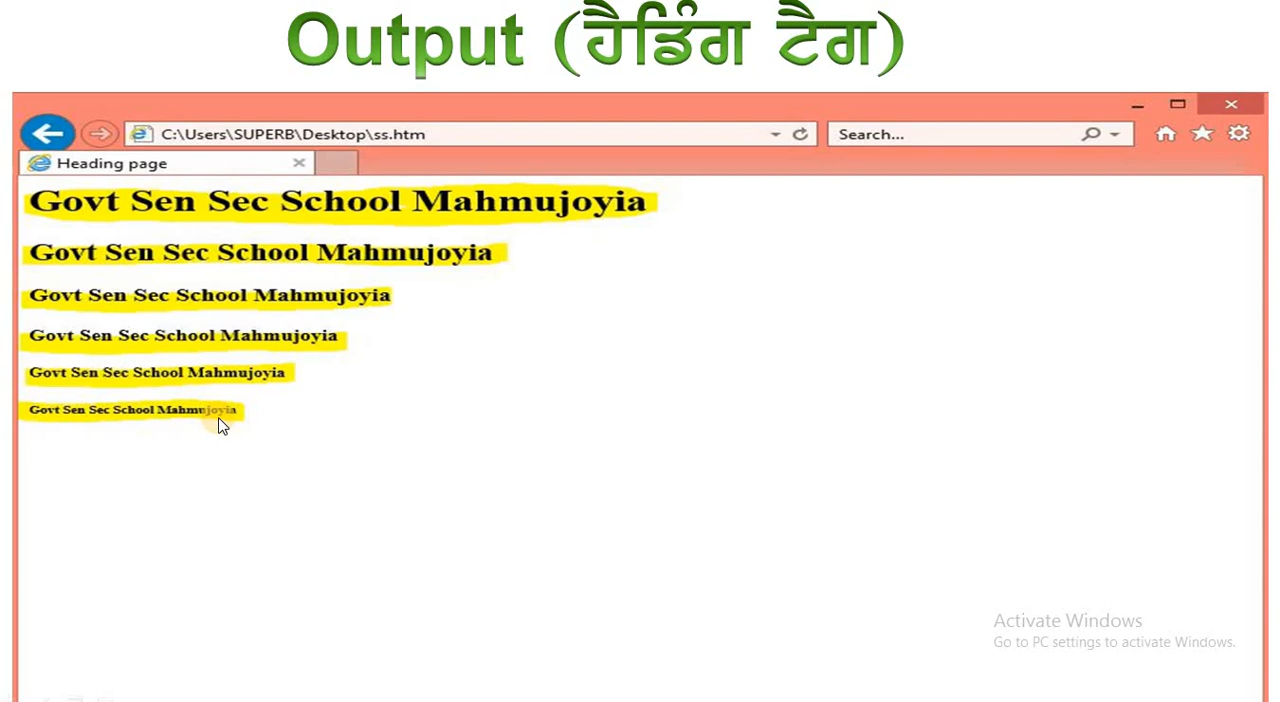 Output (ਹੈਡਿੰਗ ਟੈਗ)
C:\Users\SUPERB\Desktop\ss.htm
Search...
Heading page
Govt Sen Sec School Mahmujoyia
Govt Sen Sec School Mahmujoyia
Govt Sen Sec School Mahmujoyia
Govt Sen Sec School Mahmujoyia
Govt Sen Sec School Mahmujoyia
Govt Sen Sec School Mahmujoyia
Activate Windows
Go to PC settings to activate Windows.